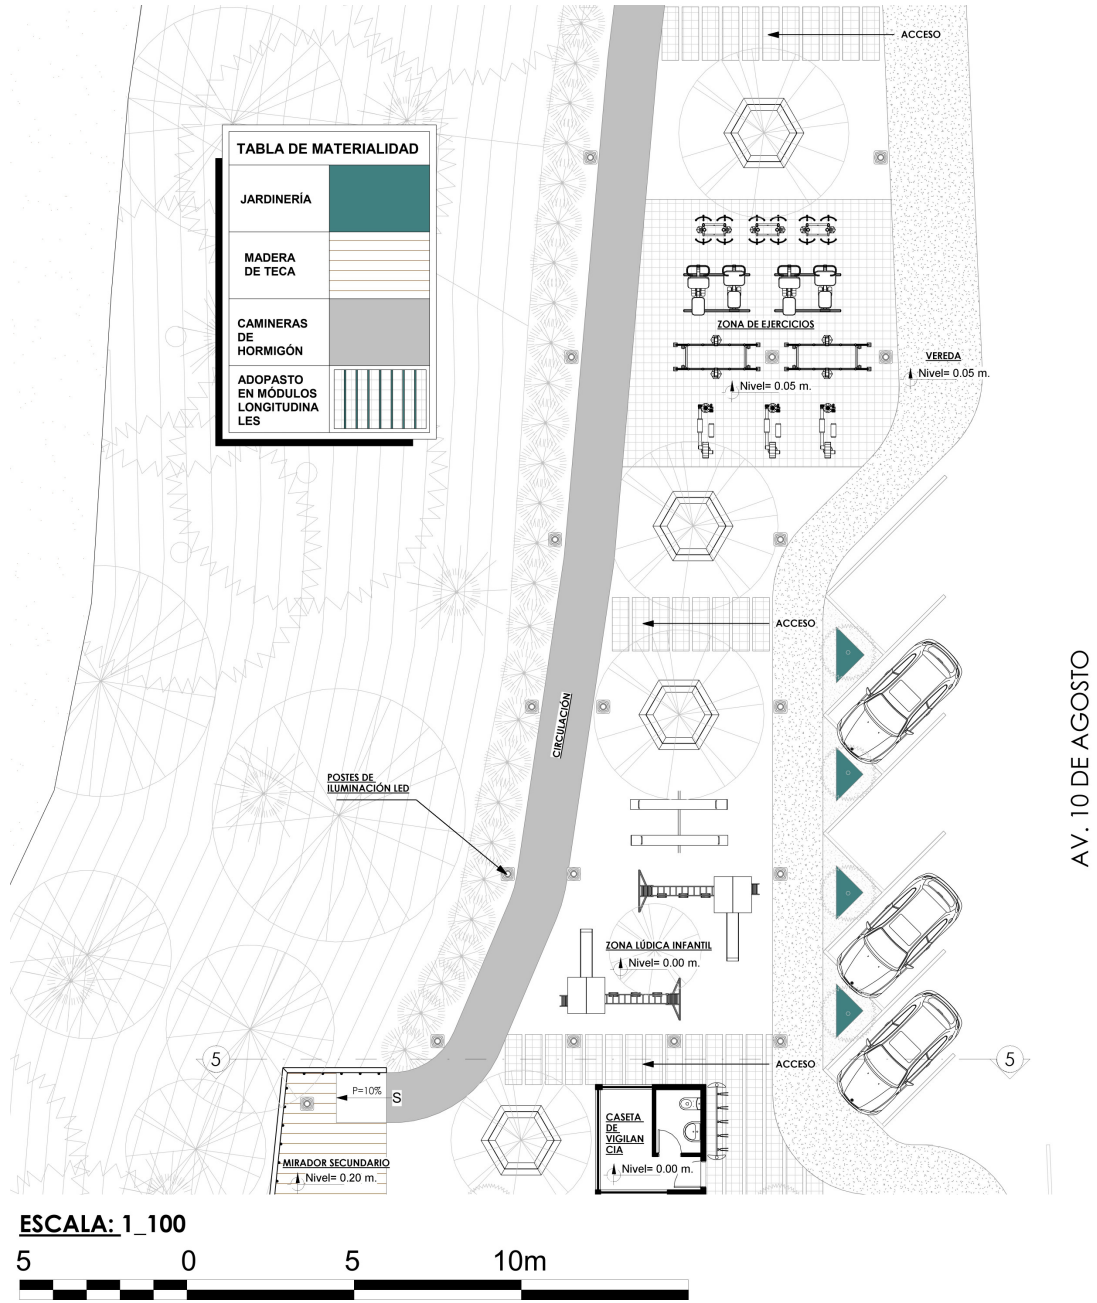 ACCESO
TABLA DE MATERIALIDAD
JARDINERÍA
MADERA
DE TECA
CAMINERAS
DE
HORMIGÓN
ADOPASTO
EN MÓDULOS
LONGITUDINA
LES
ZONA DE EJERCICIOS
Nivel= 0.05 m.
VEREDA
Nivel= 0.05 m.
ACCESO
CIRCULACIÓN
POSTES DE
ILUMINACIÓN LED
AV. 10 DE AGOSTO
ZONA LÚDICA INFANTIL
Nivel= 0.00 m.
5
ACCESO
5
P=10%
S
CASETA
DE
VIGILAN
CIA
Nivel= 0.00 m.
MIRADOR SECUNDARIO
Nivel= 0.20 m.
ESCALA: 1_100
5 0 5 10m